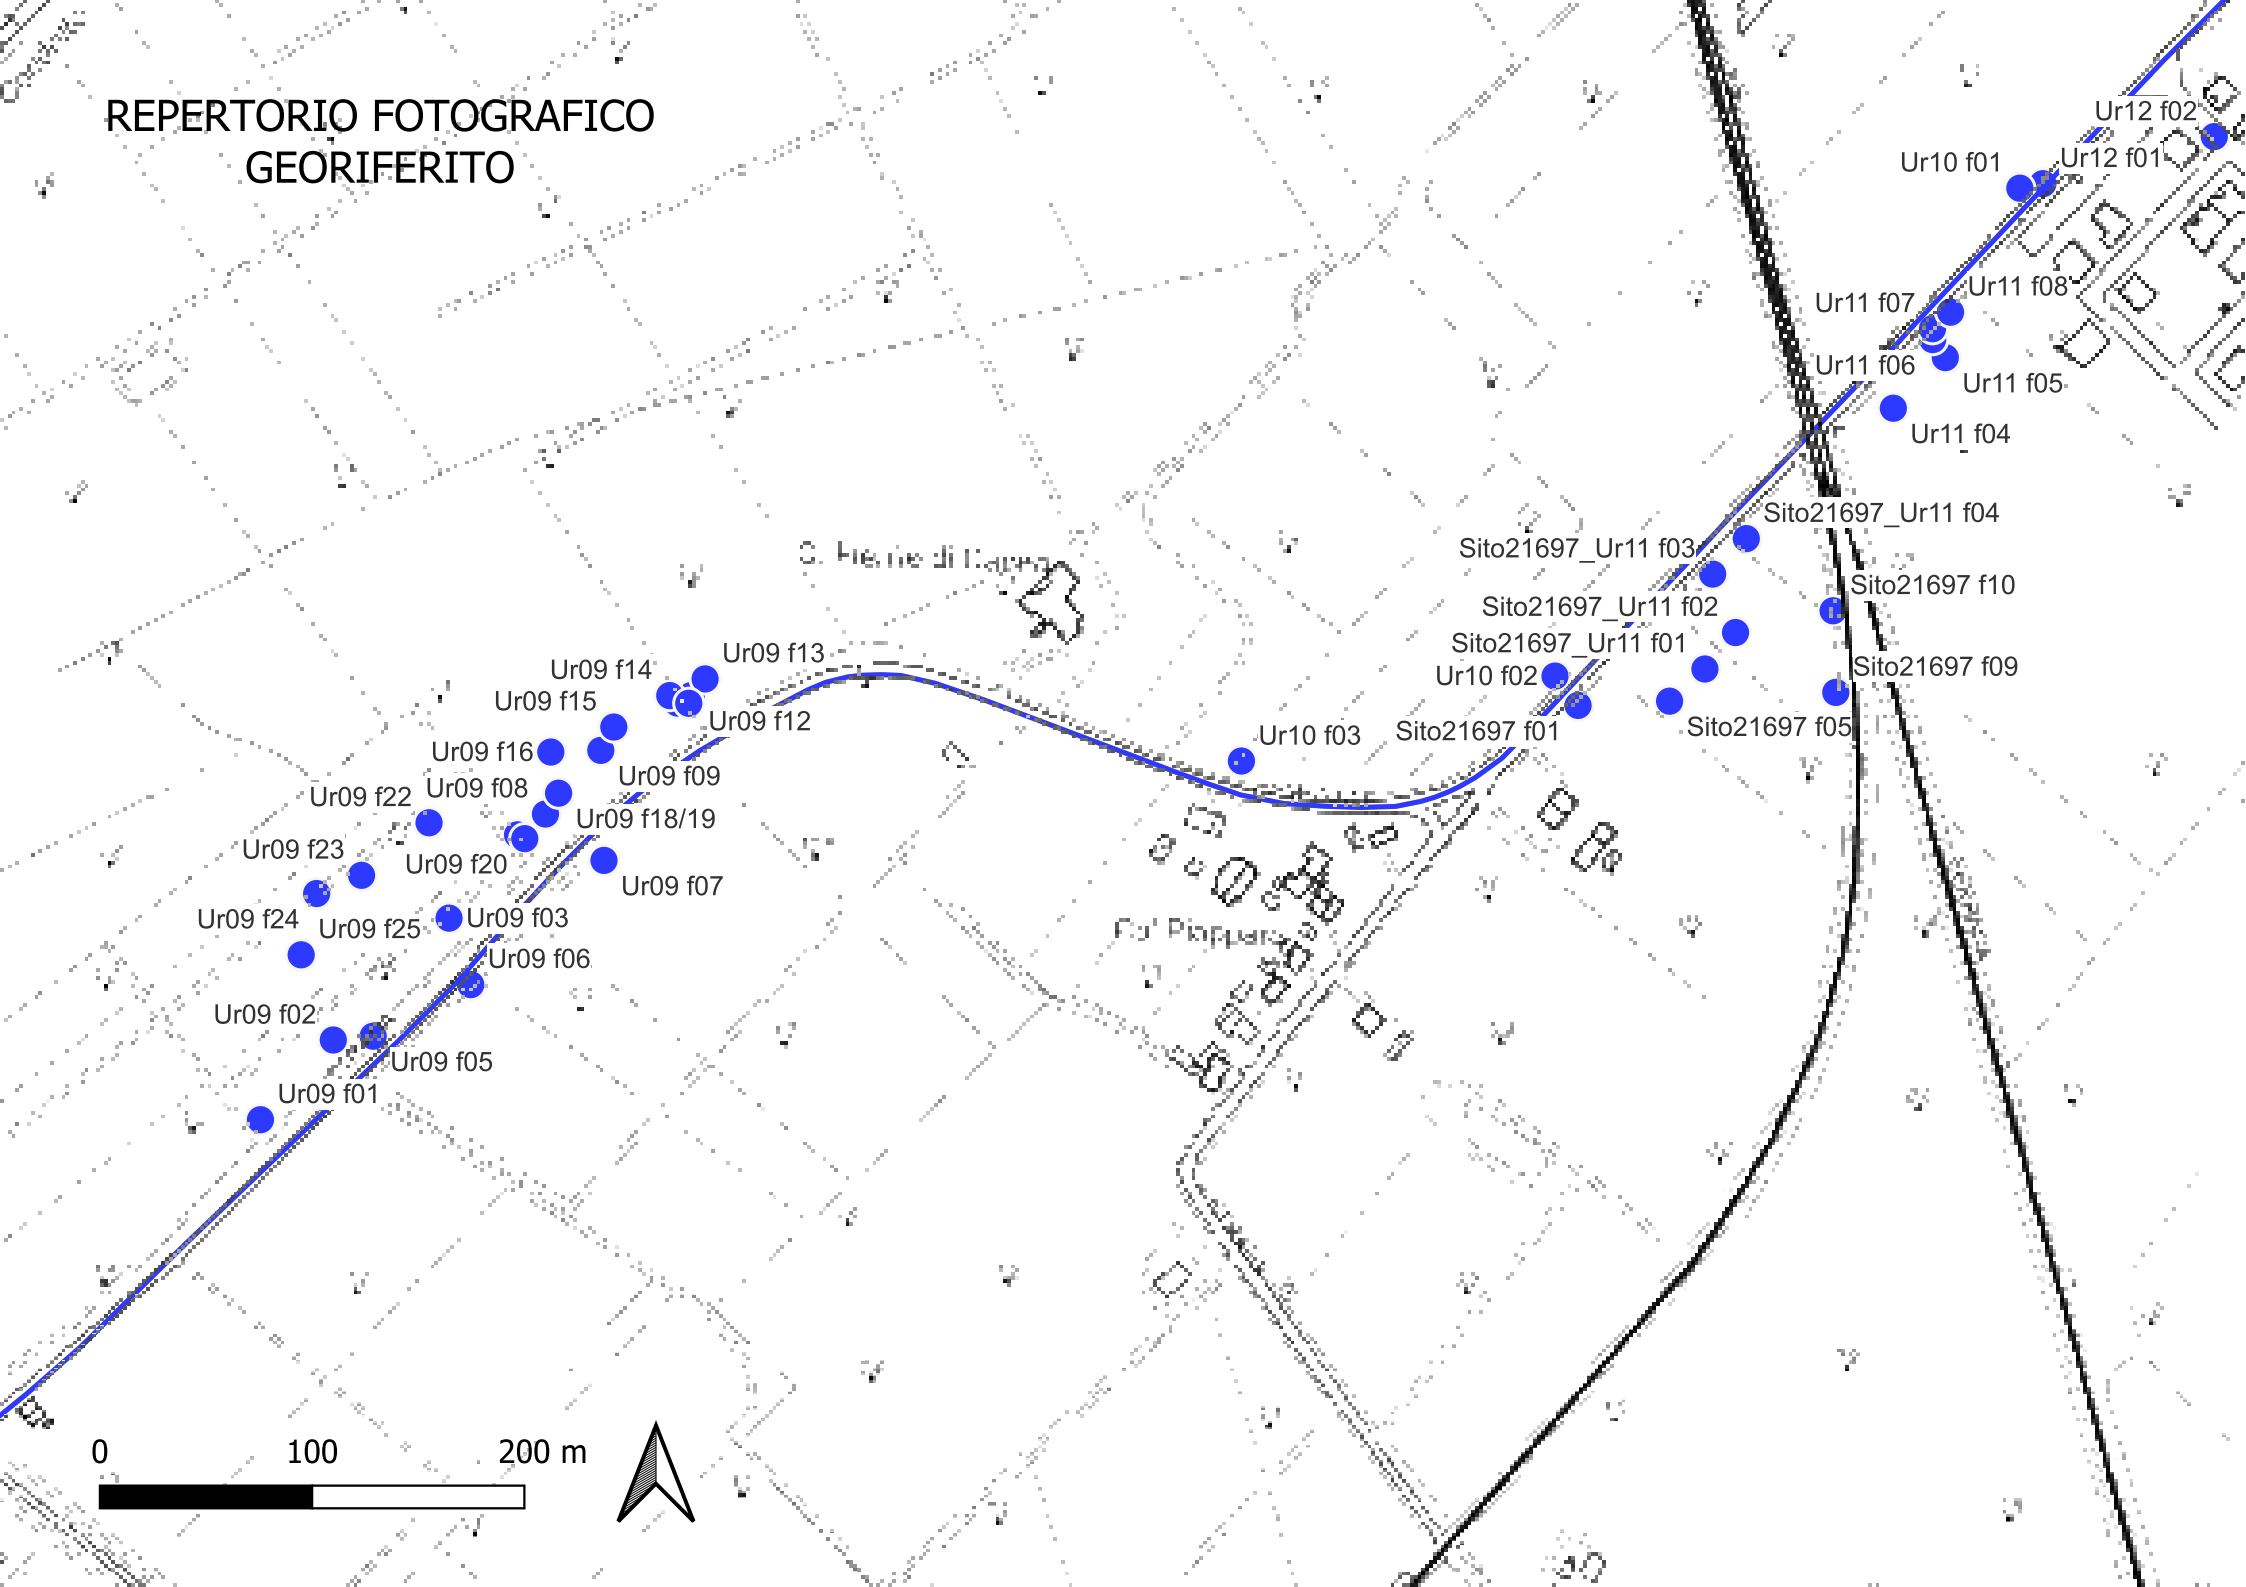 REPERTORIO FOTOGRAFICO
GEORIFERITO
Ur12 f02
Ur10 f01
Ur12 f01
Ur11 f08
Ur11 f07
Ur11 f06
Ur11 f05
Ur11 f04
Sito21697_Ur11 f04
Sito21697_Ur11 f03
Sito21697 f10
Sito21697_Ur11 f02
Sito21697_Ur11 f01
Ur10 f02
Sito21697 f09
Sito21697 f01
Sito21697 f05
Ur10 f03
Ur09 f13
Ur09 f14
Ur09 f15
Ur09 f12
Ur09 f16
Ur09 f09
Ur09 f22
Ur09 f08
Ur09 f18/19
Ur09 f23
Ur09 f20
Ur09 f07
Ur09 f24
Ur09 f25
Ur09 f03
Ur09 f06
Ur09 f02
Ur09 f05
Ur09 f01
0 100 200 m